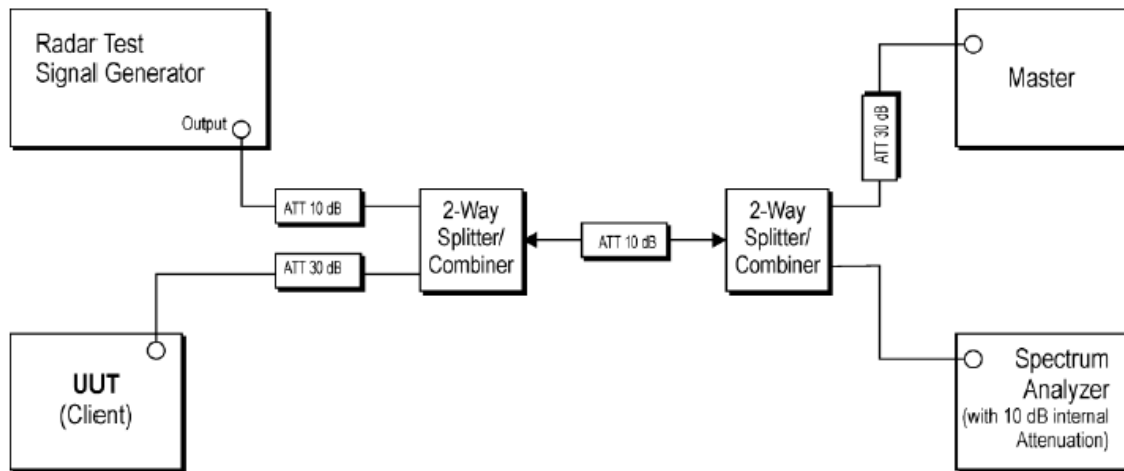 Radar Test
Signal Generator
Output
ATT 10 dB
2-Way
Splitter/
Combiner
ATT 30 dB
UUT
(Client)
ATT 10 dB
2-Way
Splitter/
Combiner
ATT 30 dB
Master
Spectrum
Analyzer
(with 10 dB internal
Attenuation)